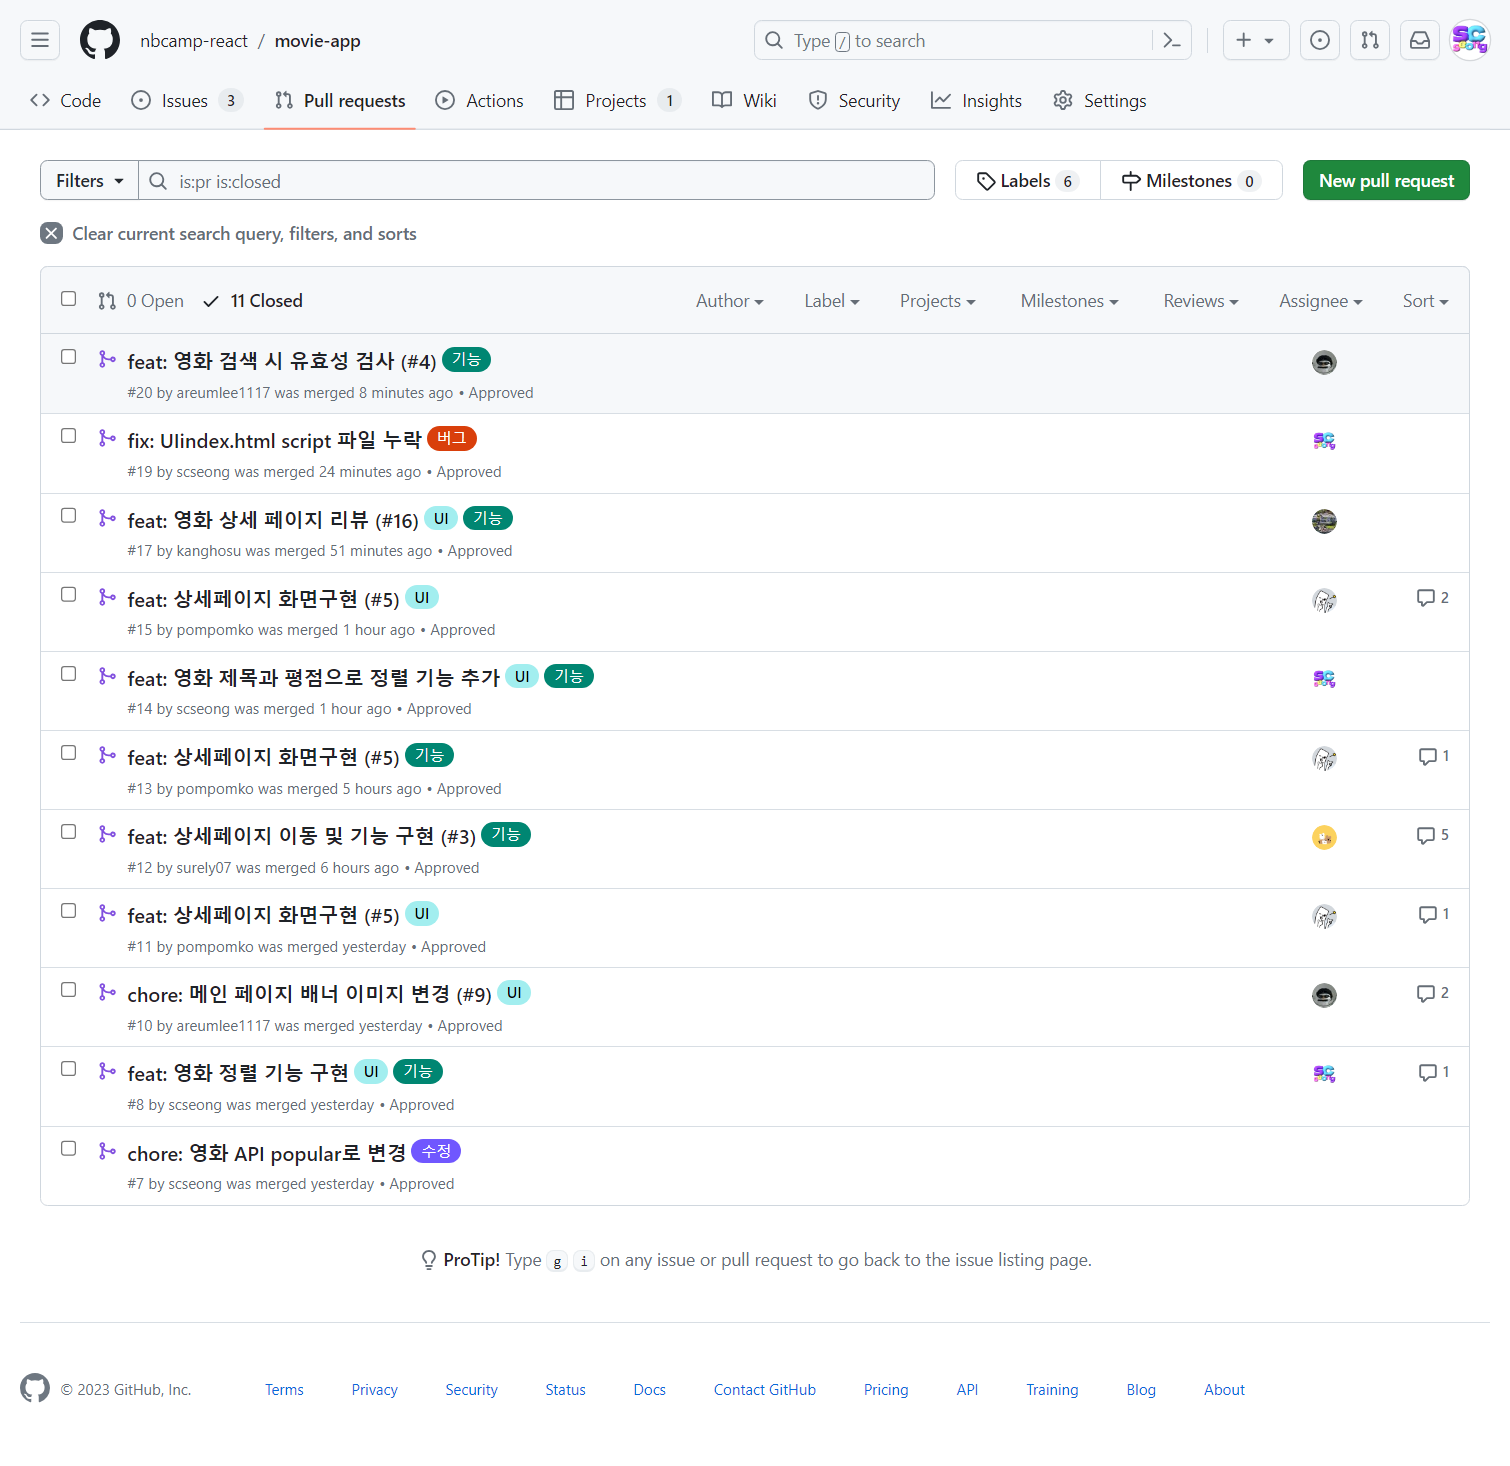 nbcamp-react / movie-app
Type / to search
Code
Issues 3
Pull requests
Actions
Projects 1
Wiki
Security
Insights
Settings
Filters
is:pr is:closed
Labels 6
Milestones 0
New pull request
Clear current search query, filters, and sorts
0 Open
11 Closed
Author
Label
Projects
Milestones
Reviews
Assignee
Sort
feat: 영화 검색 시 유효성 검사 (#4) 기능
#20 by areumlee1117 was merged 8 minutes ago • Approved
fix: UIindex.html script 파일 누락 버그
#19 by scseong was merged 24 minutes ago • Approved
feat: 영화 상세 페이지 리뷰 (#16) UI 기능
#17 by kanghosu was merged 51 minutes ago • Approved
feat: 상세페이지 화면구현 (#5) UI
2
#15 by pompomko was merged 1 hour ago • Approved
feat: 영화 제목과 평점으로 정렬 기능 추가 UI 기능
#14 by scseong was merged 1 hour ago • Approved
feat: 상세페이지 화면구현 (#5) 기능
1
#13 by pompomko was merged 5 hours ago • Approved
feat: 상세페이지 이동 및 기능 구현 (#3) 기능
5
#12 by surely07 was merged 6 hours ago • Approved
feat: 상세페이지 화면구현 (#5) UI
1
#11 by pompomko was merged yesterday • Approved
chore: 메인 페이지 배너 이미지 변경 (#9) UI
2
#10 by areumlee1117 was merged yesterday • Approved
feat: 영화 정렬 기능 구현 UI 기능
1
#8 by scseong was merged yesterday • Approved
chore: 영화 API popular로 변경 수정
#7 by scseong was merged yesterday • Approved
ProTip! Type g i on any issue or pull request to go back to the issue listing page.
© 2023 GitHub, Inc.
Terms
Privacy
Security
Status
Docs
Contact GitHub
Pricing
API
Training
Blog
About